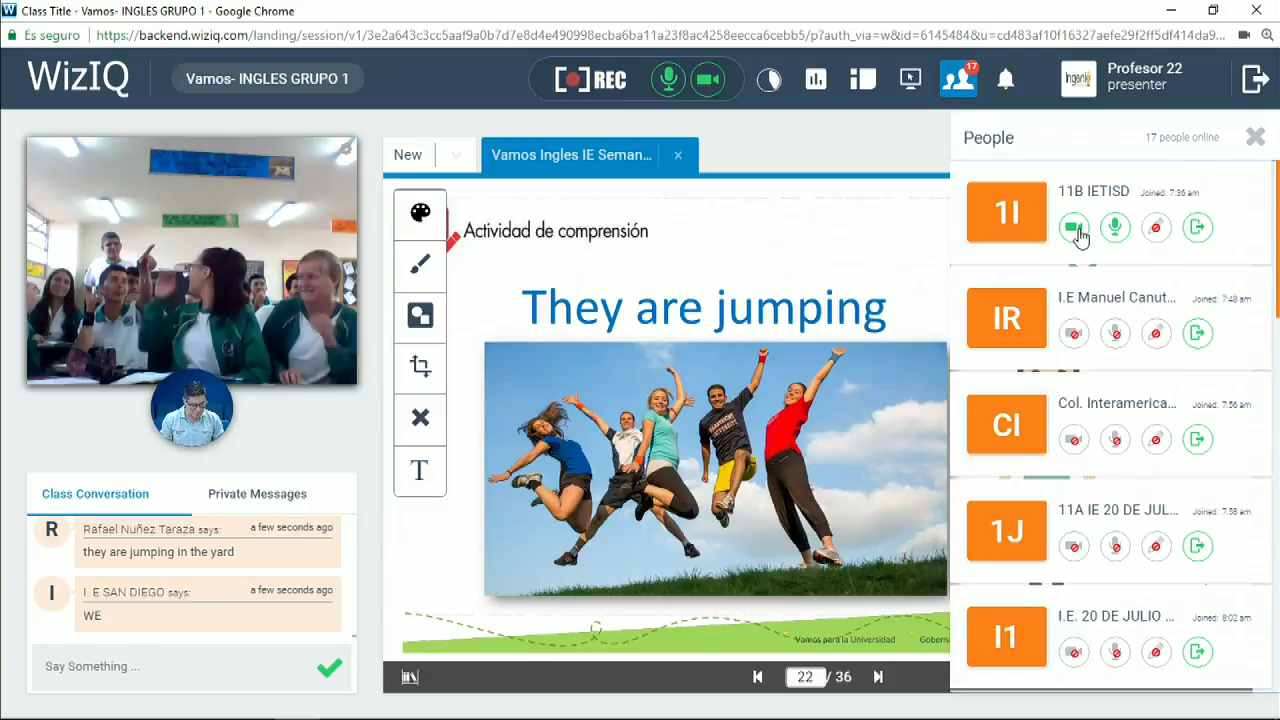 Class Title - Vamos- INGLES GRUPO 1 - Google Chrome
Es seguro
https://backend.wiziq.com/landing/session/v1/3e2a643c3cc5aaf9a0b7d7e8d4e490998ecba6ba11a23f8ac4258eecca6cebb5/p?auth_via=w&id=6145484&u=cd483af10f16327aefe29f2ff5df414da9...
WizIQ
Vamos- INGLES GRUPO 1
REC
17
Profesor 22
presenter
New
Vamos Ingles IE Seman...
Actividad de comprensión
They are jumping
Vamos para la Universidad
Goberna
22 / 36
Class Conversation
Private Messages
R
Rafael Nuñez Taraza says:
a few seconds ago
they are jumping in the yard
I
I. E SAN DIEGO says:
a few seconds ago
WE
Say Something ...
T
People
17 people online
1I
11B IETISD
Joined: 7:36 am
IR
I.E Manuel Canut...
Joined: 7:48 am
CI
Col. Interamerica...
Joined: 7:56 am
1J
11A IE 20 DE JUL...
Joined: 7:58 am
I1
I.E. 20 DE JULIO ...
Joined: 8:02 am